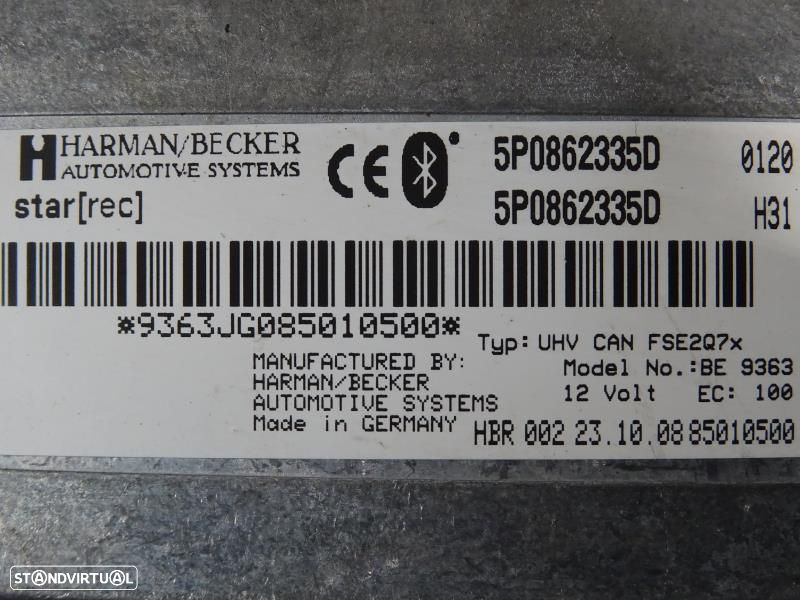 HARMAN/BECKER
AUTOMOTIVE SYSTEMS
star[rec]
CE
5P0862335D 0120
5P0862335D H31
*9363JG085010500*
Typ: UHV CAN FSE2Q7x
Model No.:BE 9363
12 Volt EC: 100
MANUFACTURED BY:
HARMAN/BECKER
AUTOMOTIVE SYSTEMS
Made in GERMANY
HBR 002 23.10.08 85010500
STANDVIRTUAL